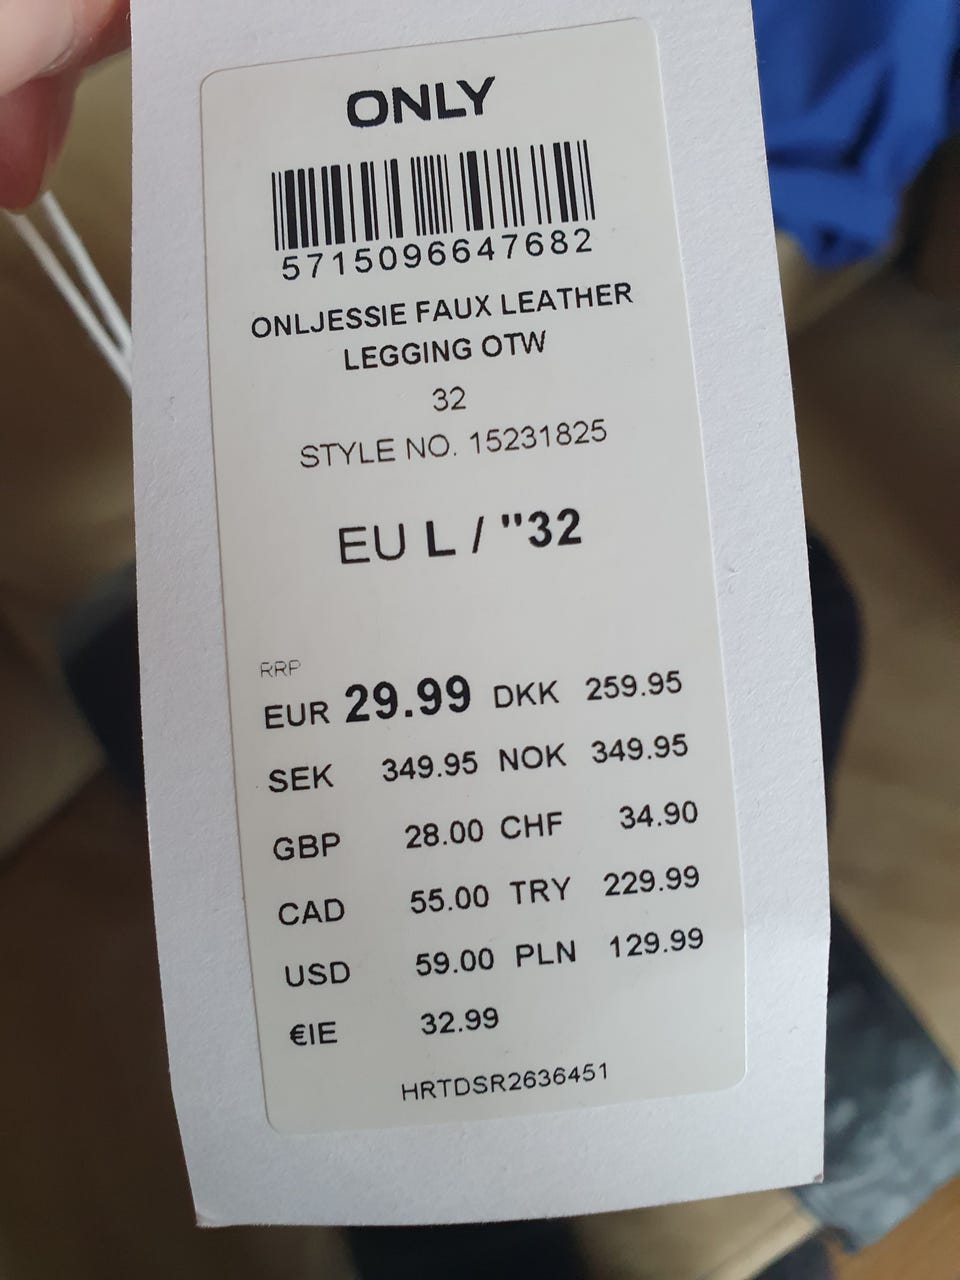 ONLY
5715096647682
ONLJESSIE FAUX LEATHER
LEGGING OTW
32
STYLE NO. 15231825
EU L / "32
RRP
EUR 29.99 DKK 259.95
SEK 349.95 NOK 349.95
GBP 28.00 CHF 34.90
CAD 55.00 TRY 229.99
USD 59.00 PLN 129.99
€IE 32.99
HRTDSR2636451